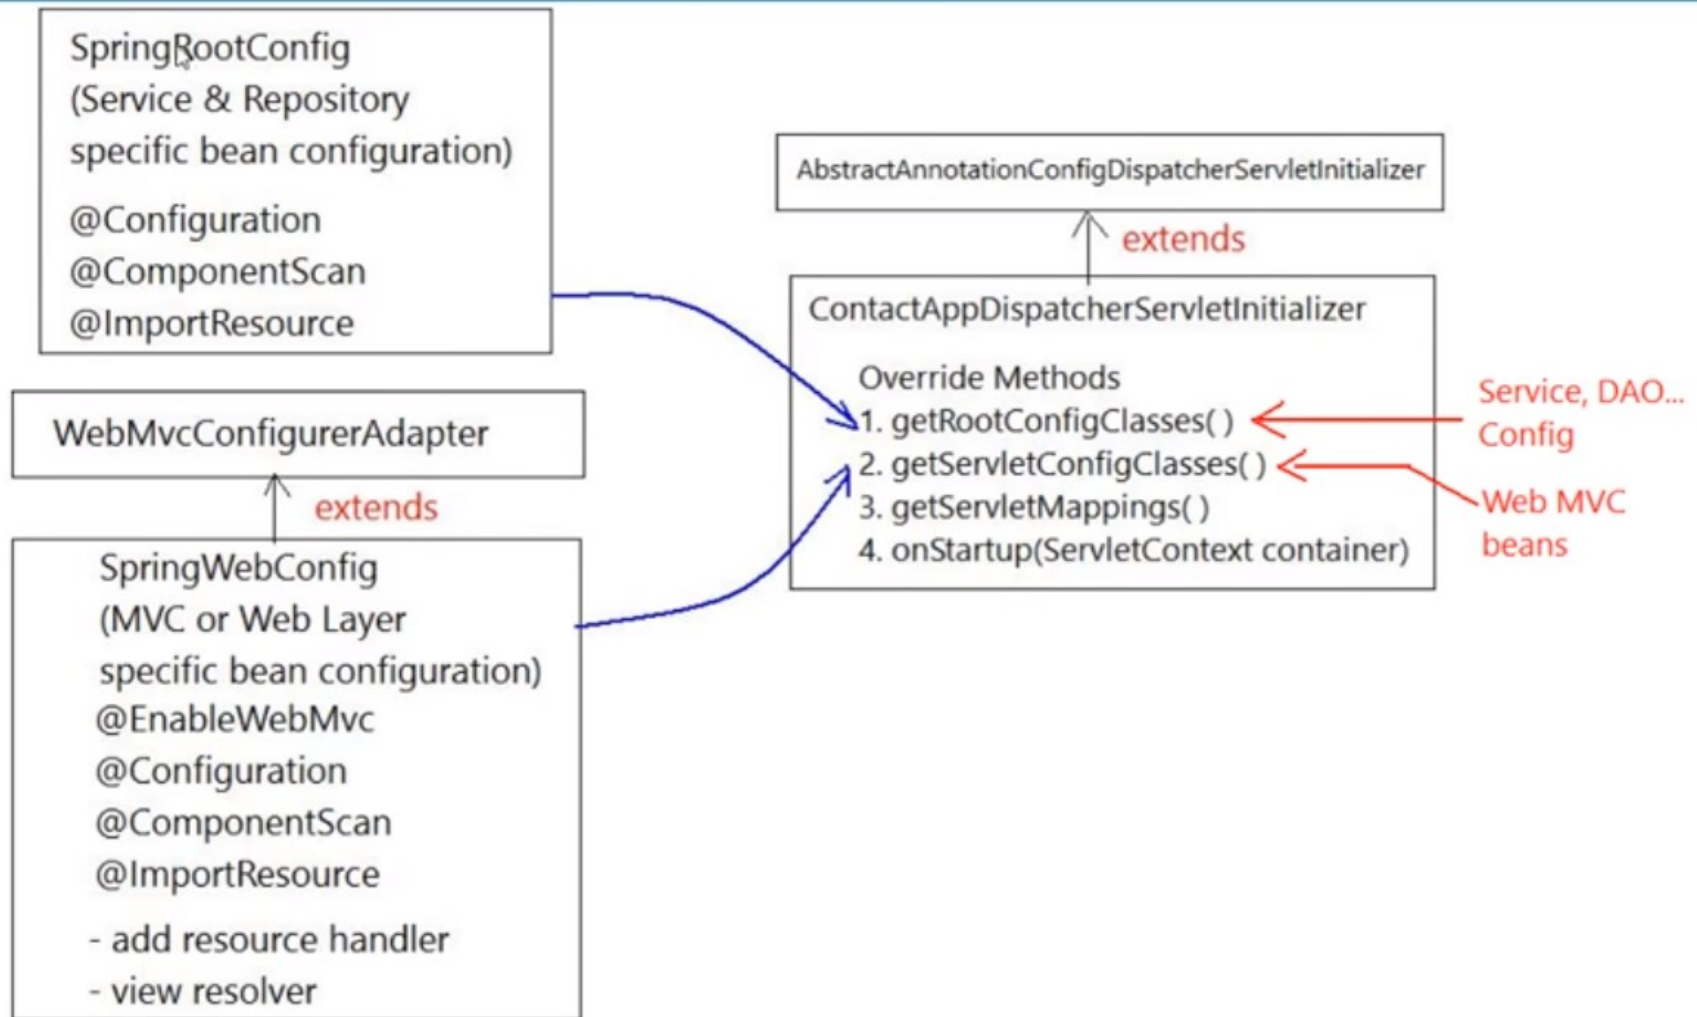 SpringRootConfig
(Service & Repository
specific bean configuration)
@Configuration
@ComponentScan
@ImportResource
WebMvcConfigurerAdapter
extends
SpringWebConfig
(MVC or Web Layer
specific bean configuration)
@EnableWebMvc
@Configuration
@ComponentScan
@ImportResource
- add resource handler
- view resolver
AbstractAnnotationConfigDispatcherServletInitializer
extends
ContactAppDispatcherServletInitializer
Override Methods
1. getRootConfigClasses( )
2. getServletConfigClasses( )
3. getServletMappings( )
4. onStartup(ServletContext container)
Service, DAO...
Config
Web MVC
beans